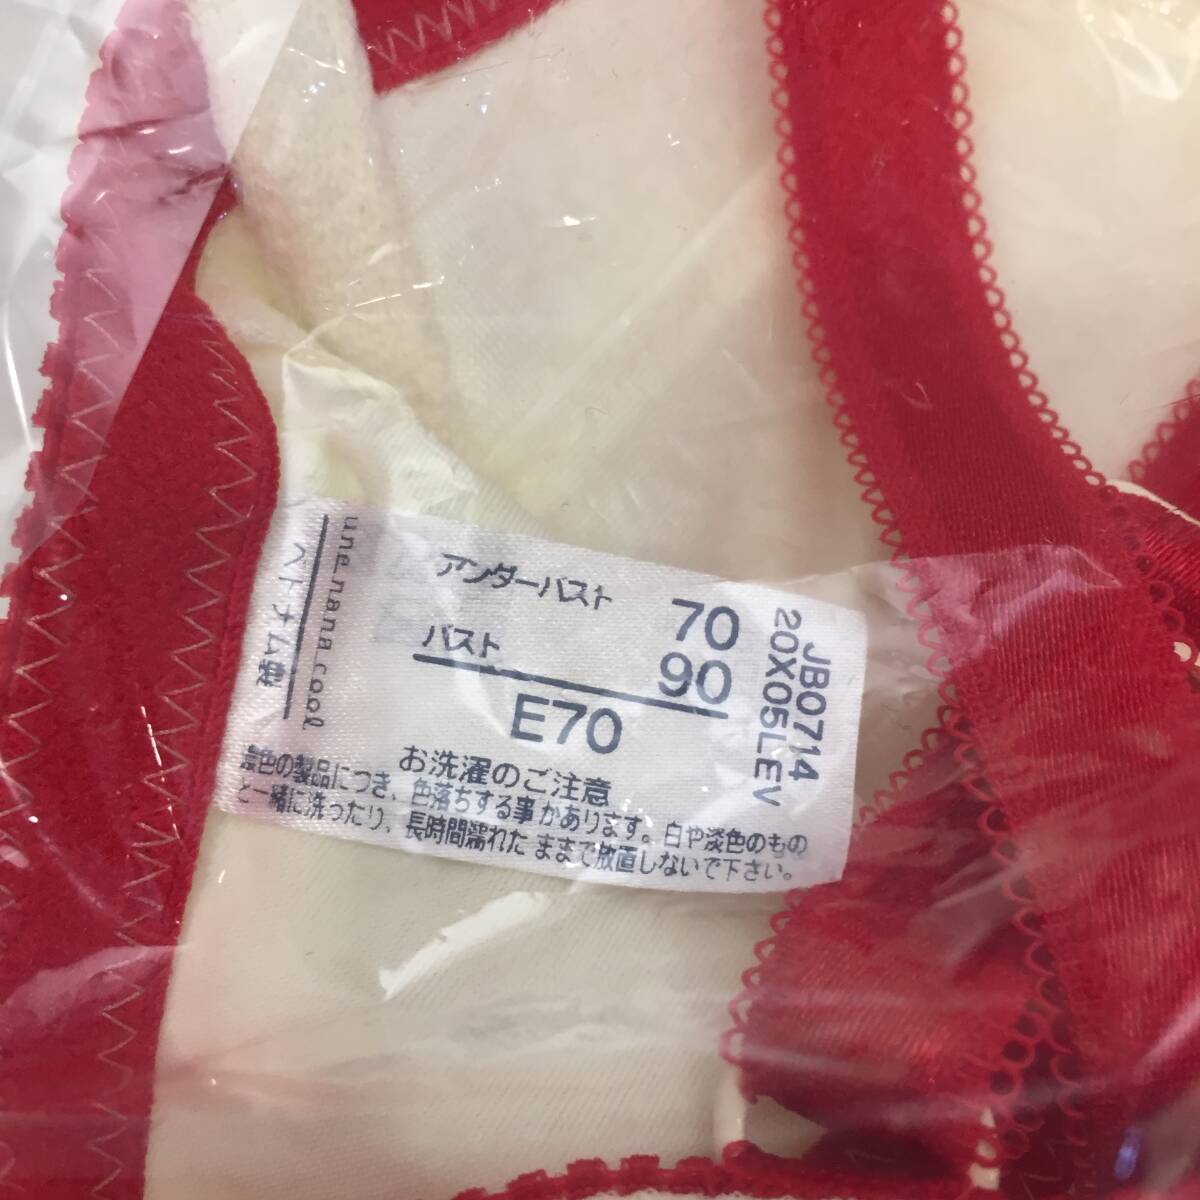 une nana cool
ベトナム製
アンダーバスト 70
バスト 90
E70
JB0714
20X05LEV
お洗濯のご注意
濃色の製品につき、色落ちする事があります。白や淡色のもの
と一緒に洗ったり、長時間濡れたままで放置しないで下さい。